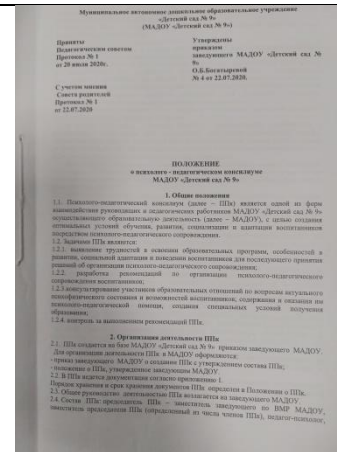 Муниципальное автономное дошкольное образовательное учреждение
«Детский сад № 9»
(МАДОУ «Детский сад № 9»)
Приняты
Педагогическим советом
Протокол № 1
от 20 июля 2020г.
Утверждены
приказом
заведующего МАДОУ «Детский сад №
9»
О.Б.Богатыревой
№ 4 от 22.07.2020.
С учетом мнения
Совета родителей
Протокол № 1
от 22.07.2020
ПОЛОЖЕНИЕ
о психолого - педагогическом консилиуме
МАДОУ «Детский сад № 9»
1. Общие положения
1.1. Психолого-педагогический консилиум (далее – ППк) является одной из форм
взаимодействия руководящих и педагогических работников МАДОУ «Детский сад № 9»
осуществляющего образовательную деятельность (далее – МАДОУ), с целью создания
оптимальных условий обучения, развития, социализации и адаптации воспитанников
посредством психолого-педагогического сопровождения.
1.2. Задачами ППк являются:
1.2.1. выявление трудностей в освоении образовательных программ, особенностей в
развитии, социальной адаптации и поведении воспитанников для последующего принятия
решений об организации психолого-педагогического сопровождения;
1.2.2. разработка рекомендаций по организации психолого-педагогического
сопровождения воспитанников;
1.2.3. консультирование участников образовательных отношений по вопросам актуального
психофизического состояния и возможностей воспитанников; содержания и оказания им
психолого-педагогической помощи, создания специальных условий получения
образования;
1.2.4. контроль за выполнением рекомендаций ППк.
2. Организация деятельности ППк
2.1. ППк создается на базе МАДОУ «Детский сад № 9» приказом заведующего МАДОУ.
Для организации деятельности ППк в МАДОУ оформляются:
- приказ заведующего МАДОУ о создании ППк с утверждением состава ППк;
- положение о ППк, утвержденное заведующим МАДОУ.
2.2. В ППк ведется документация согласно приложению 1.
Порядок хранения и срок хранения документов ППк определен в Положении о ППк.
2.3. Общее руководство деятельностью ППк возлагается на заведующего МАДОУ.
2.4. Состав ППк: председатель ППк – заместитель заведующего по ВМР МАДОУ,
заместитель председателя ППк (определенный из числа членов ППк), педагог-психолог,